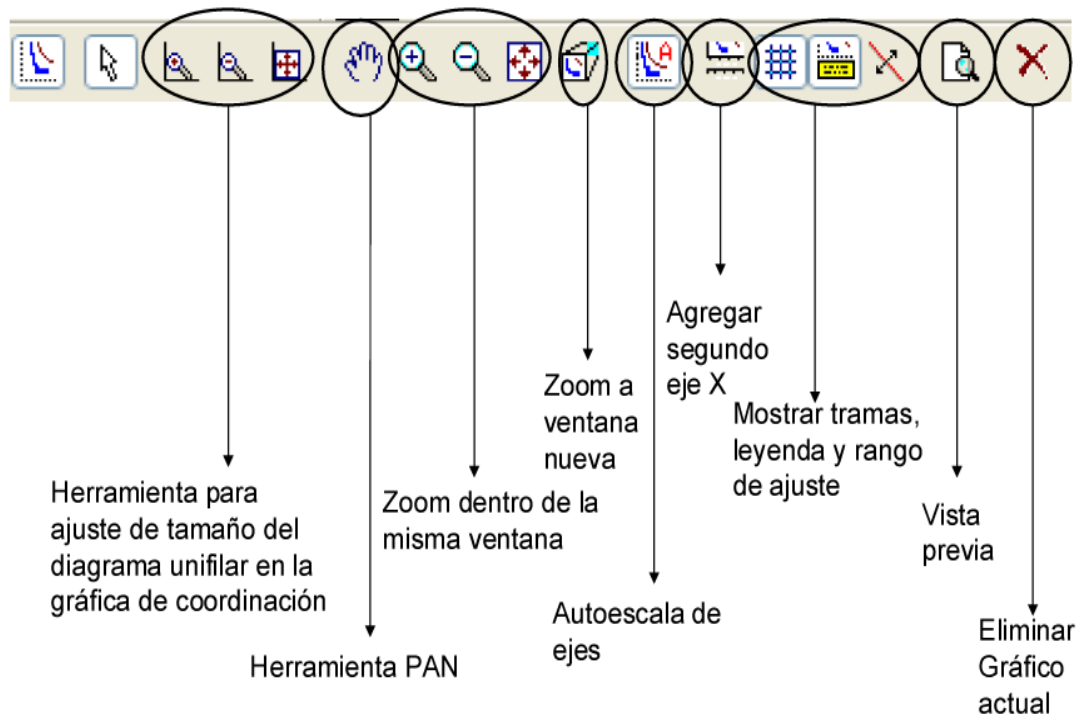 A
Herramienta para
ajuste de tamaño del
diagrama unifilar en la
gráfica de coordinación
Herramienta PAN
Zoom dentro de la
misma ventana
Zoom a
ventana
nueva
Autoescala de
ejes
Agregar
segundo
eje X
Mostrar tramas,
leyenda y rango
de ajuste
Vista
previa
Eliminar
Gráfico
actual